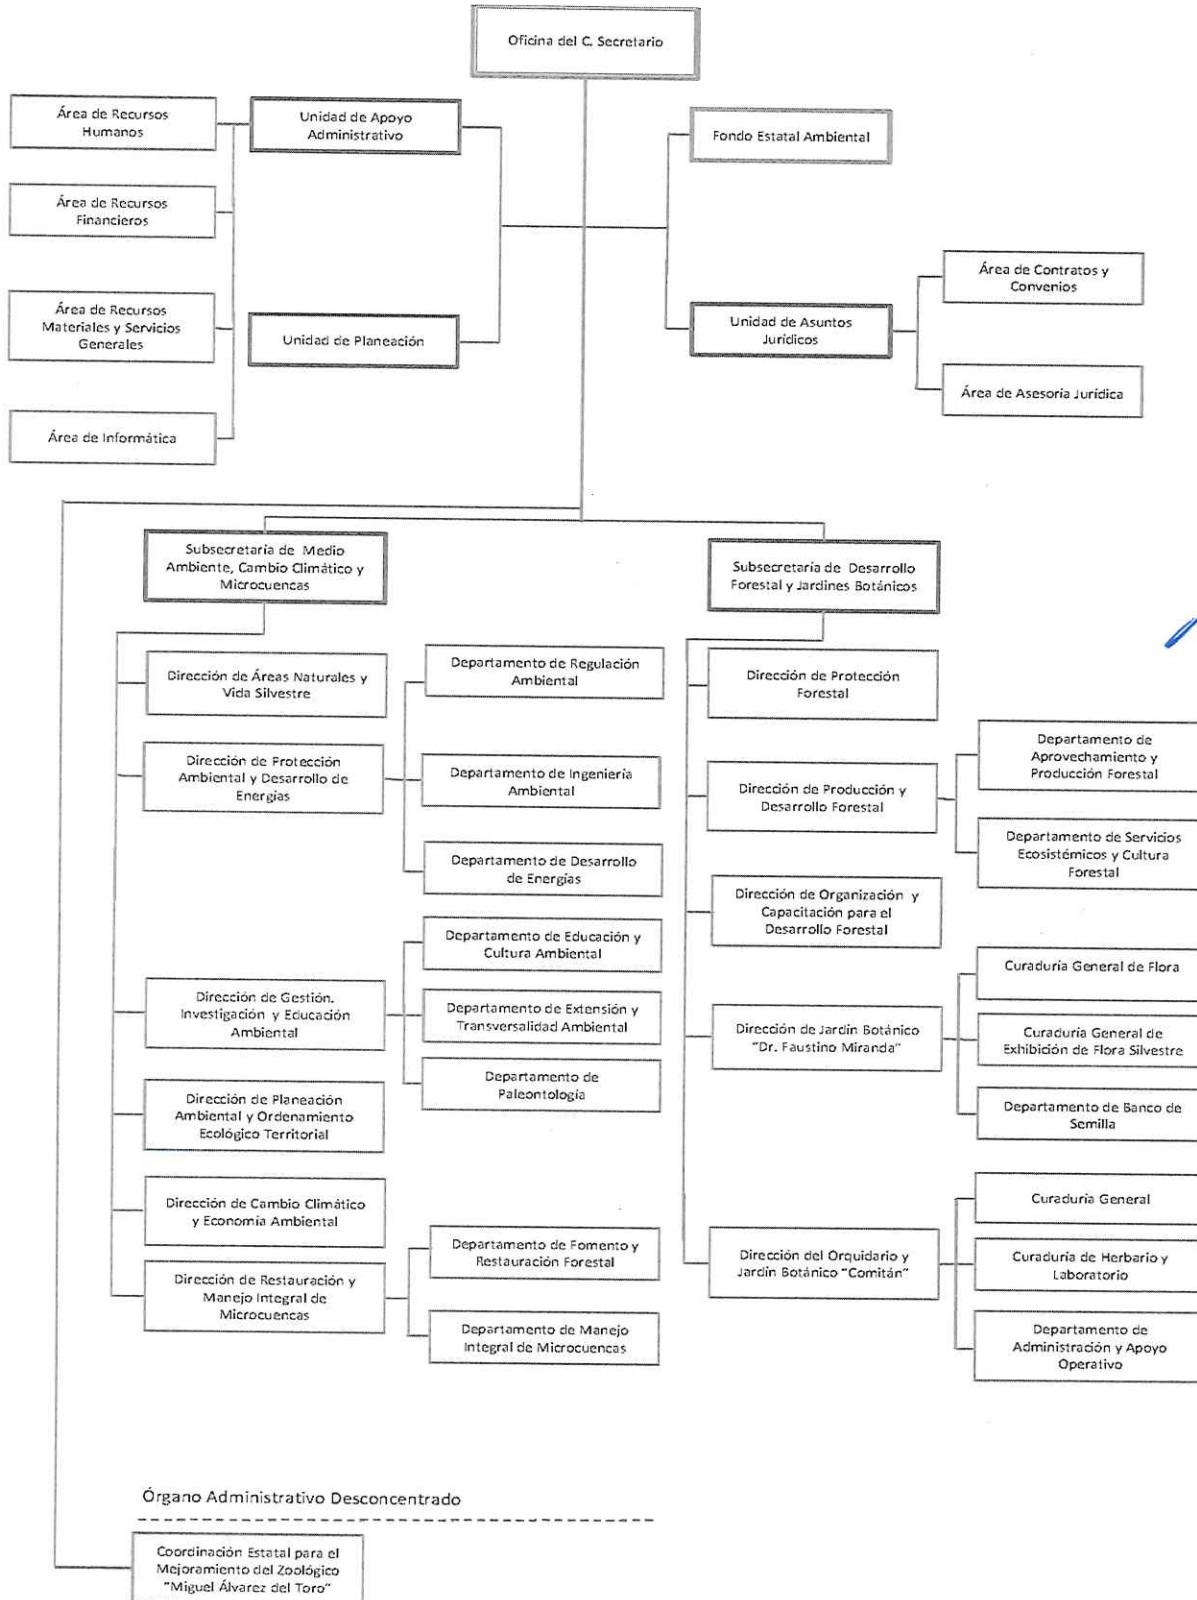 Oficina del C. Secretario
Área de Recursos
Humanos
Unidad de Apoyo
Administrativo
Fondo Estatal Ambiental
Área de Recursos
Financieros
Área de Recursos
Materiales y Servicios
Generales
Unidad de Planeación
Unidad de Asuntos
Jurídicos
Área de Contratos y
Convenios
Área de Asesoría Jurídica
Área de Informática
Subsecretaría de Medio
Ambiente, Cambio Climático y
Microcuencas
Subsecretaría de Desarrollo
Forestal y Jardines Botánicos
Dirección de Áreas Naturales y
Vida Silvestre
Dirección de Protección
Ambiental y Desarrollo de
Energías
Departamento de Regulación
Ambiental
Departamento de Ingeniería
Ambiental
Departamento de Desarrollo
de Energías
Dirección de Gestión.
Investigación y Educación
Ambiental
Departamento de Educación y
Cultura Ambiental
Departamento de Extensión y
Transversalidad Ambiental
Departamento de
Paleontología
Dirección de Planeación
Ambiental y Ordenamiento
Ecológico Territorial
Dirección de Cambio Climático
y Economía Ambiental
Dirección de Restauración y
Manejo Integral de
Microcuencas
Departamento de Fomento y
Restauración Forestal
Departamento de Manejo
Integral de Microcuencas
Dirección de Protección
Forestal
Dirección de Producción y
Desarrollo Forestal
Departamento de
Aprovechamiento y
Producción Forestal
Departamento de Servicios
Ecosistémicos y Cultura
Forestal
Dirección de Organización y
Capacitación para el
Desarrollo Forestal
Dirección de Jardín Botánico
"Dr. Faustino Miranda"
Curaduría General de Flora
Curaduría General de
Exhibición de Flora Silvestre
Departamento de Banco de
Semilla
Dirección del Orquidario y
Jardín Botánico "Comitán"
Curaduría General
Curaduría de Herbario y
Laboratorio
Departamento de
Administración y Apoyo
Operativo
Órgano Administrativo Desconcentrado
Coordinación Estatal para el
Mejoramiento del Zoológico
"Miguel Álvarez del Toro"